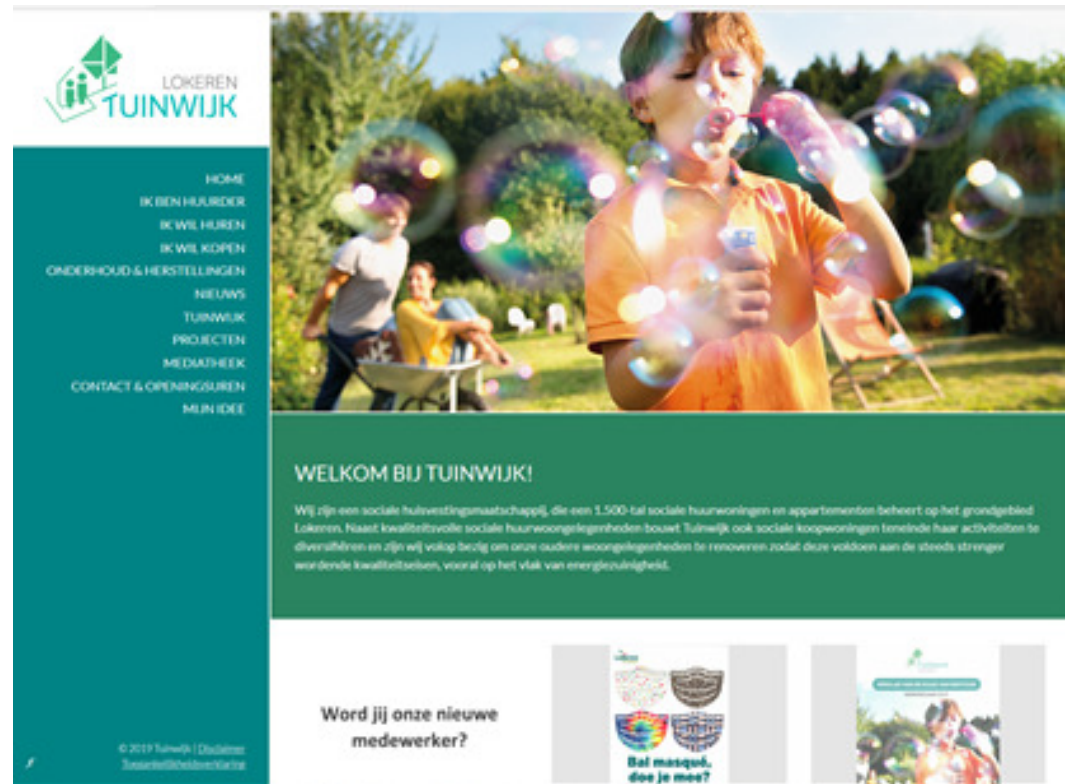 LOKEREN
TUINWIJK
HOME
IK BEN HUURDER
IK WIL HUREN
IK WIL KOPEN
ONDERHOUD & HERSTELLINGEN
NIEUWS
TUINWIJK
PROJECTEN
MEDIATHEEK
CONTACT & OPENINGSUREN
MIJN IDEE
WELKOM BIJ TUINWIJK!
Wij zijn een sociale huisvestingsmaatschappij, die een 1.500-tal sociale huurwoningen en appartementen beheert op het grondgebied
Lokeren. Naast kwaliteitsvolle sociale huurwoongelegenheden bouwt Tuinwijk ook sociale koopwoningen teneinde haar activiteiten te
diversifiëren en zijn wij volop bezig om onze oudere woongelegenheden te renoveren zodat deze voldoen aan de steeds strenger
wordende kwaliteitseisen, vooral op het vlak van energiezuinigheid.
Word jij onze nieuwe
medewerker?
Bal masqué,
doe je mee?
© 2019 Tuinwijk | Disclaimer
Toegankelijkheidsverklaring